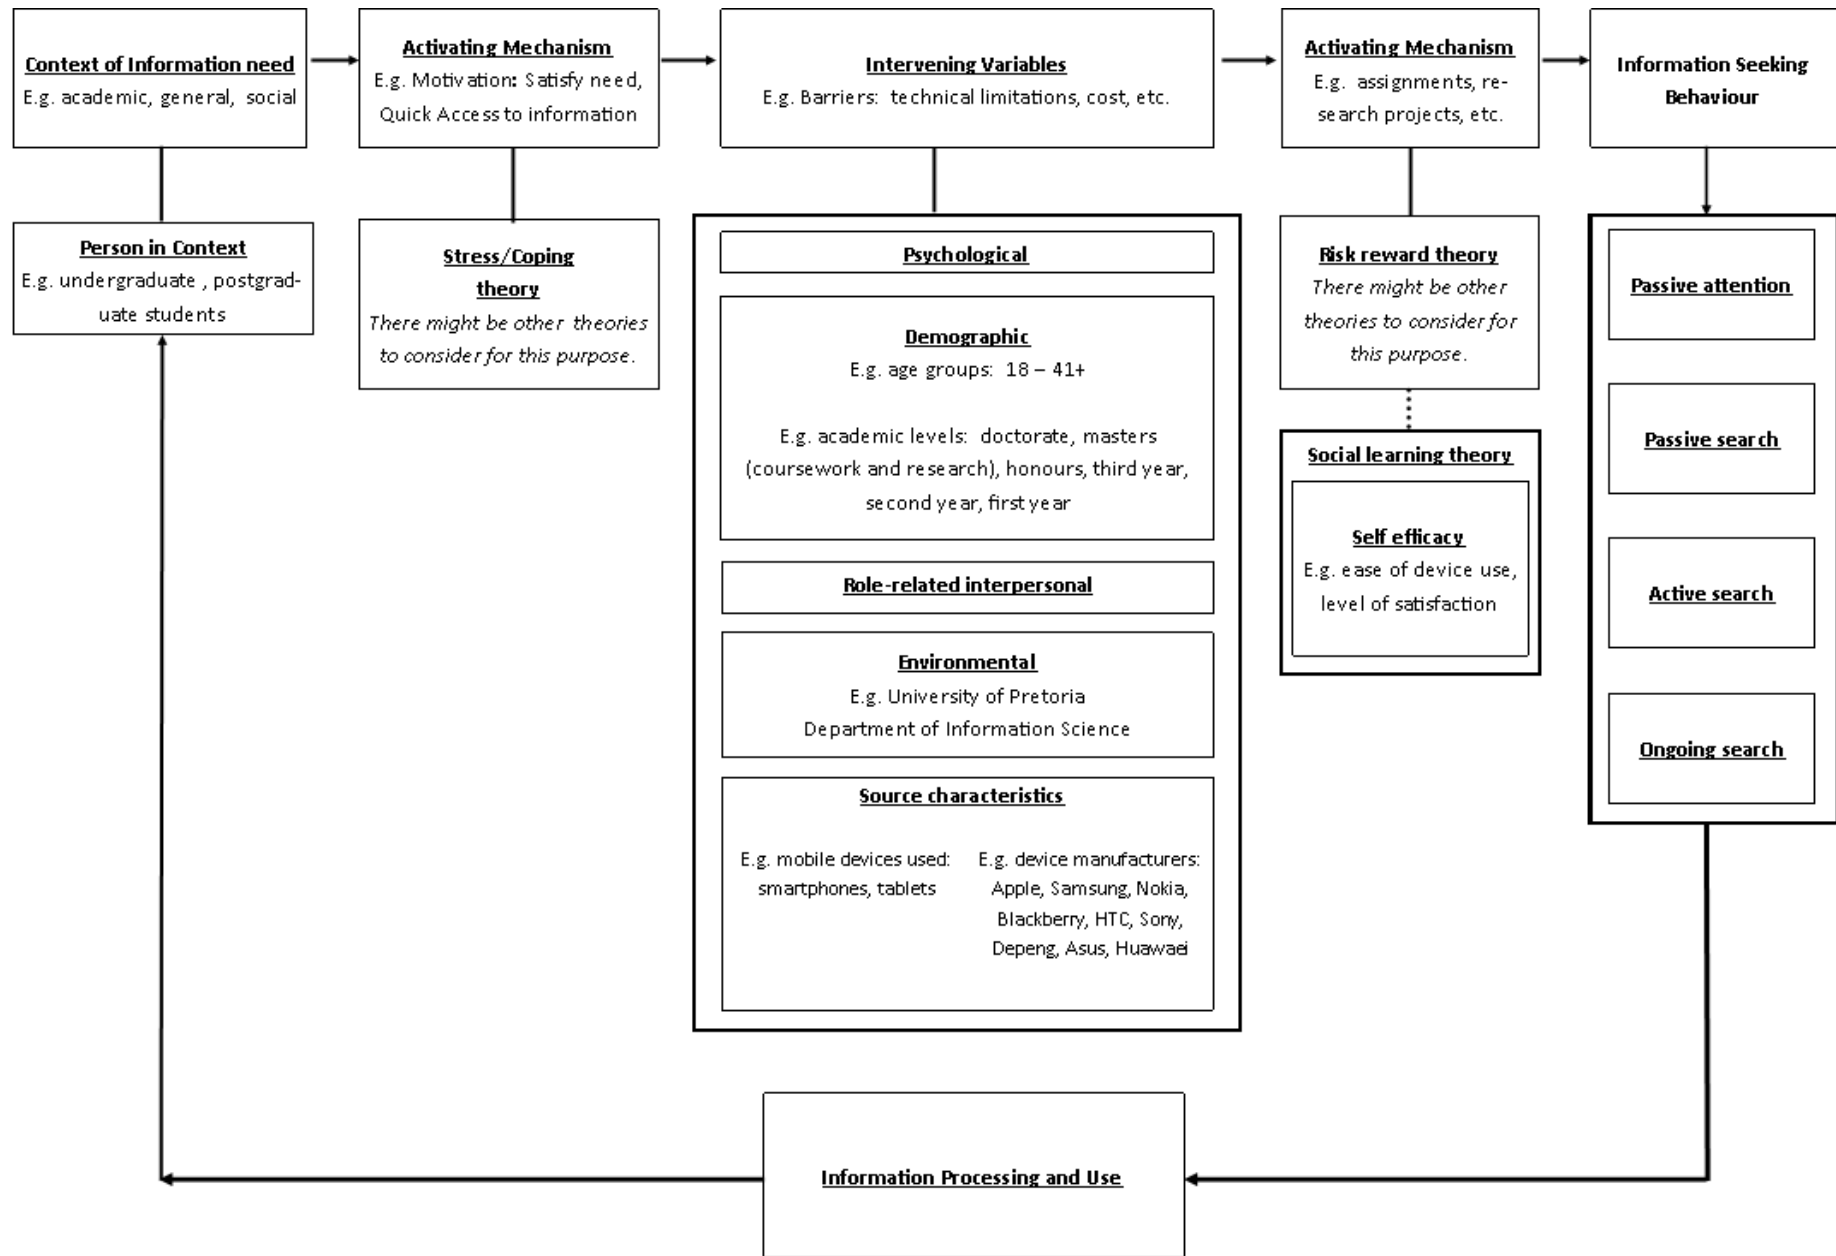 Context of Information need
E.g. academic, general, social
Activating Mechanism
E.g. Motivation: Satisfy need,
Quick Access to information
Intervening Variables
E.g. Barriers: technical limitations, cost, etc.
Activating Mechanism
E.g. assignments, re-
search projects, etc.
Information Seeking
Behaviour
Person in Context
E.g. undergraduate , postgrad-
uate students
Stress/Coping
theory
There might be other theories
to consider for this purpose.
Psychological
Demographic
E.g. age groups: 18 – 41+
E.g. academic levels: doctorate, masters
(coursework and research), honours, third year,
second year, first year
Role-related interpersonal
Environmental
E.g. University of Pretoria
Department of Information Science
Source characteristics
E.g. mobile devices used:
smartphones, tablets
E.g. device manufacturers:
Apple, Samsung, Nokia,
Blackberry, HTC, Sony,
Depeng, Asus, Huawaei
Risk reward theory
There might be other
theories to consider for
this purpose.
Social learning theory
Self efficacy
E.g. ease of device use,
level of satisfaction
Passive attention
Passive search
Active search
Ongoing search
Information Processing and Use